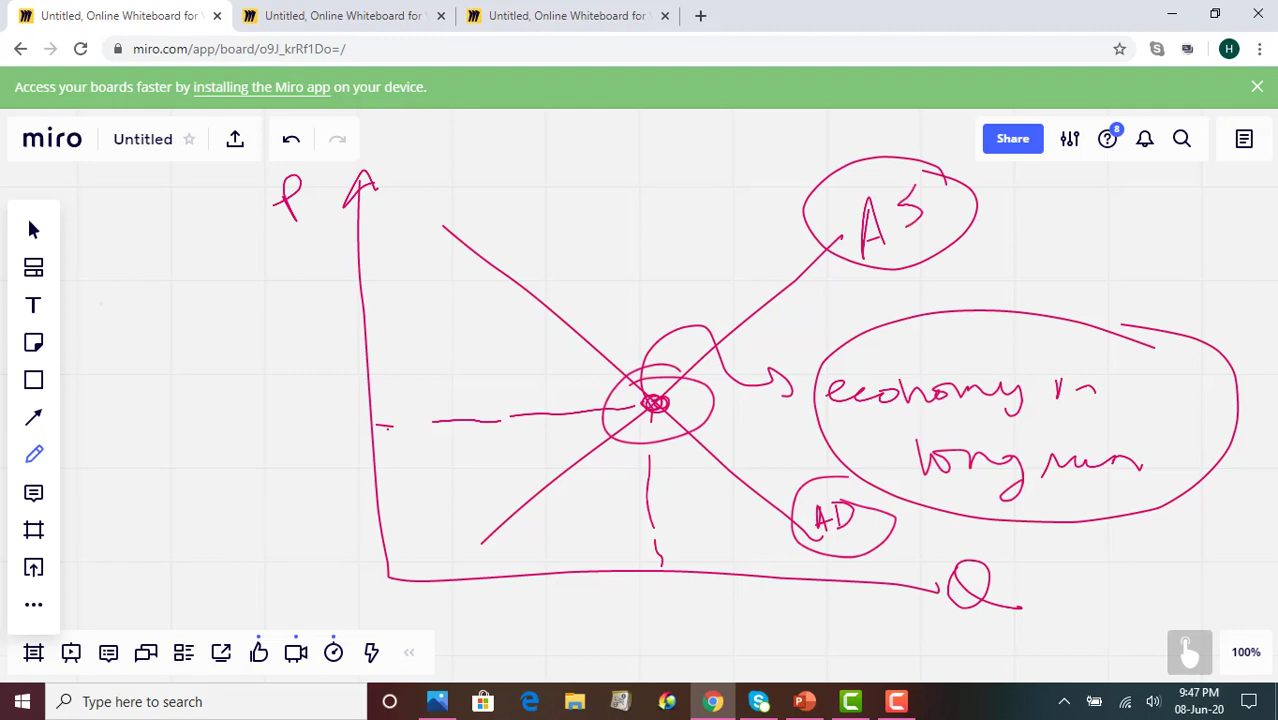 Untitled, Online Whiteboard for V
Untitled, Online Whiteboard for V
Untitled, Online Whiteboard for V
miro.com/app/board/o9J_krRf1Do=/
H
Access your boards faster by installing the Miro app on your device.
miro
Untitled
Share
8
P
AS
economy in
long run
AD
Q
100%
Type here to search
9:47 PM
08-Jun-20